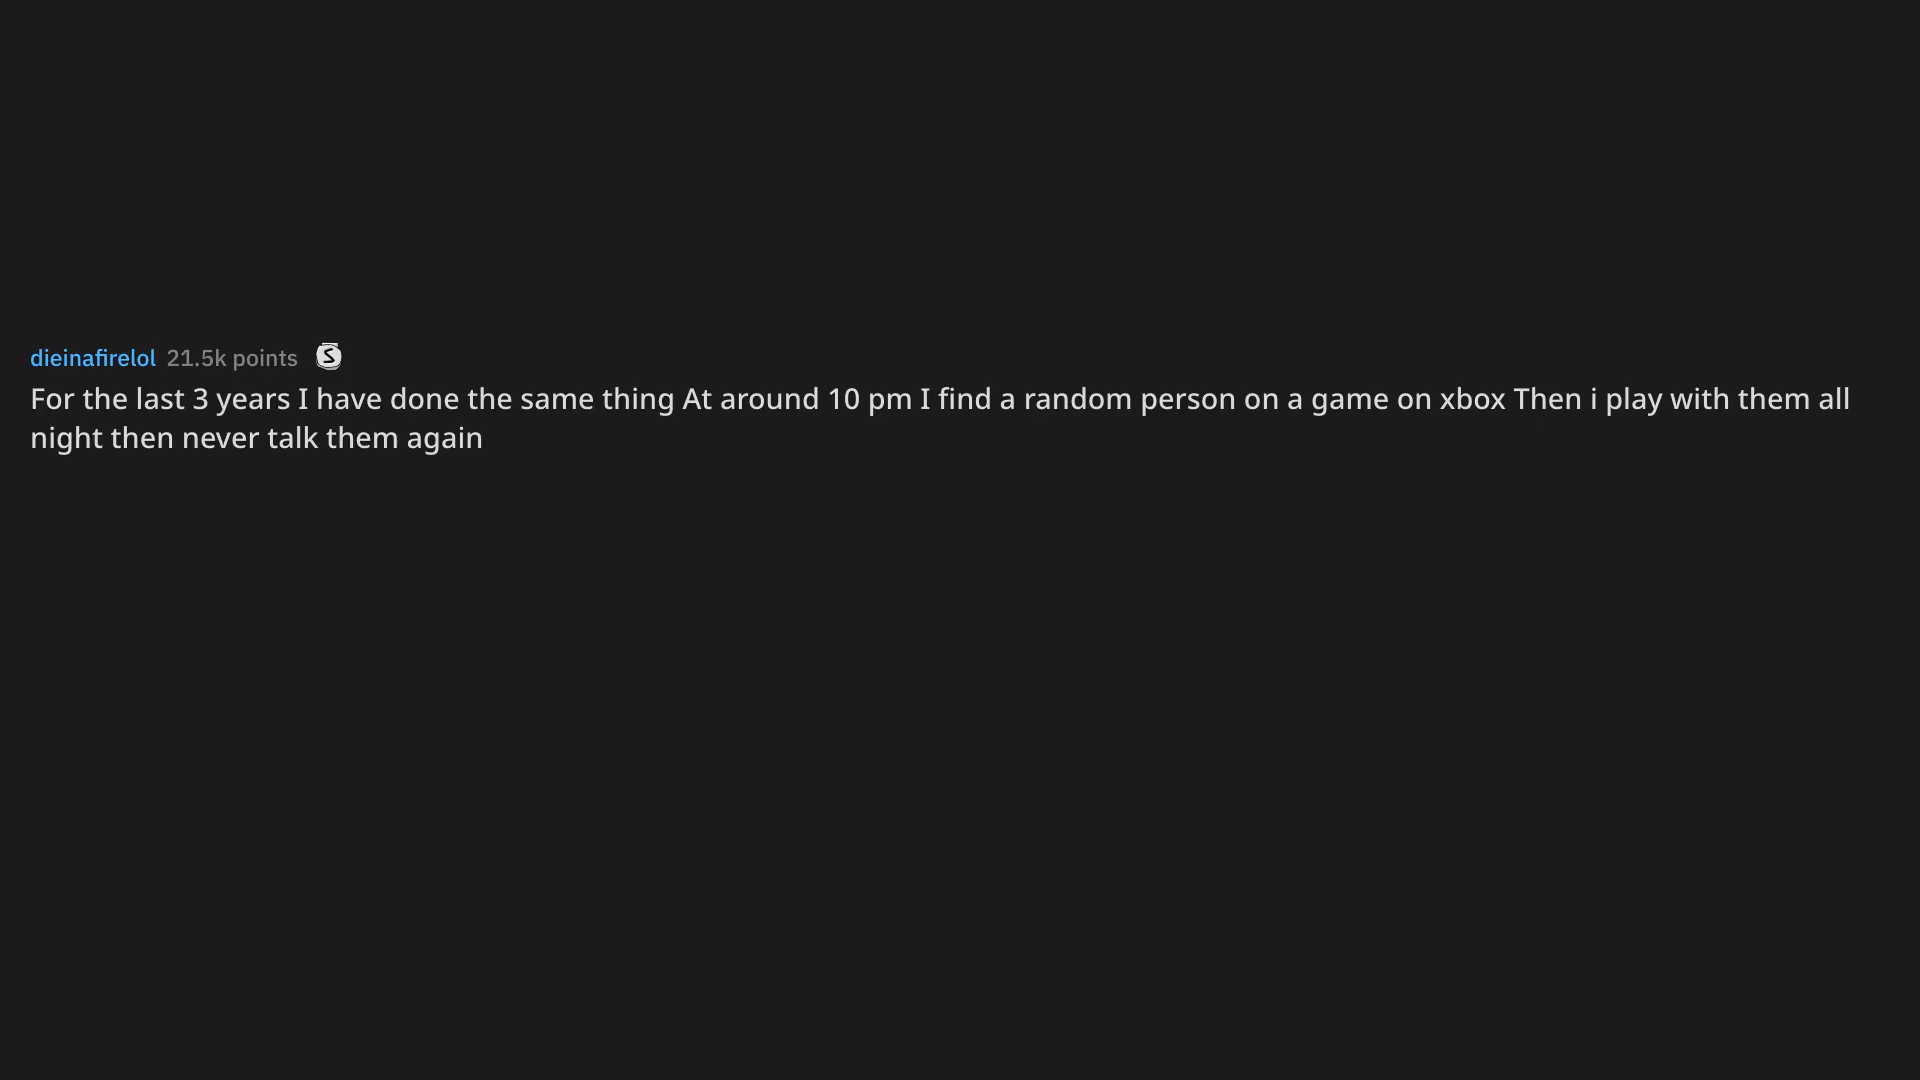 dieinafirelol 21.5k points S
For the last 3 years I have done the same thing At around 10 pm I find a random person on a game on xbox Then i play with them all
night then never talk them again